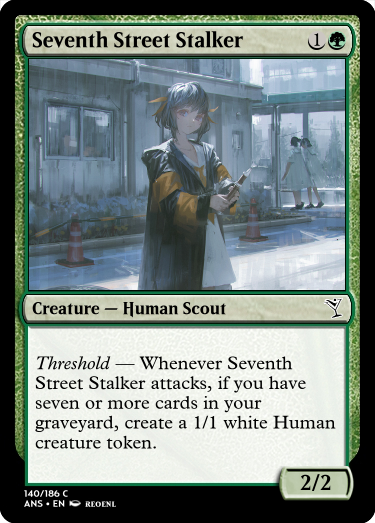 Seventh Street Stalker 1
Creature — Human Scout
Threshold — Whenever Seventh
Street Stalker attacks, if you have
seven or more cards in your
graveyard, create a 1/1 white Human
creature token.
2/2
140/186 C
ANS • EN REOENL